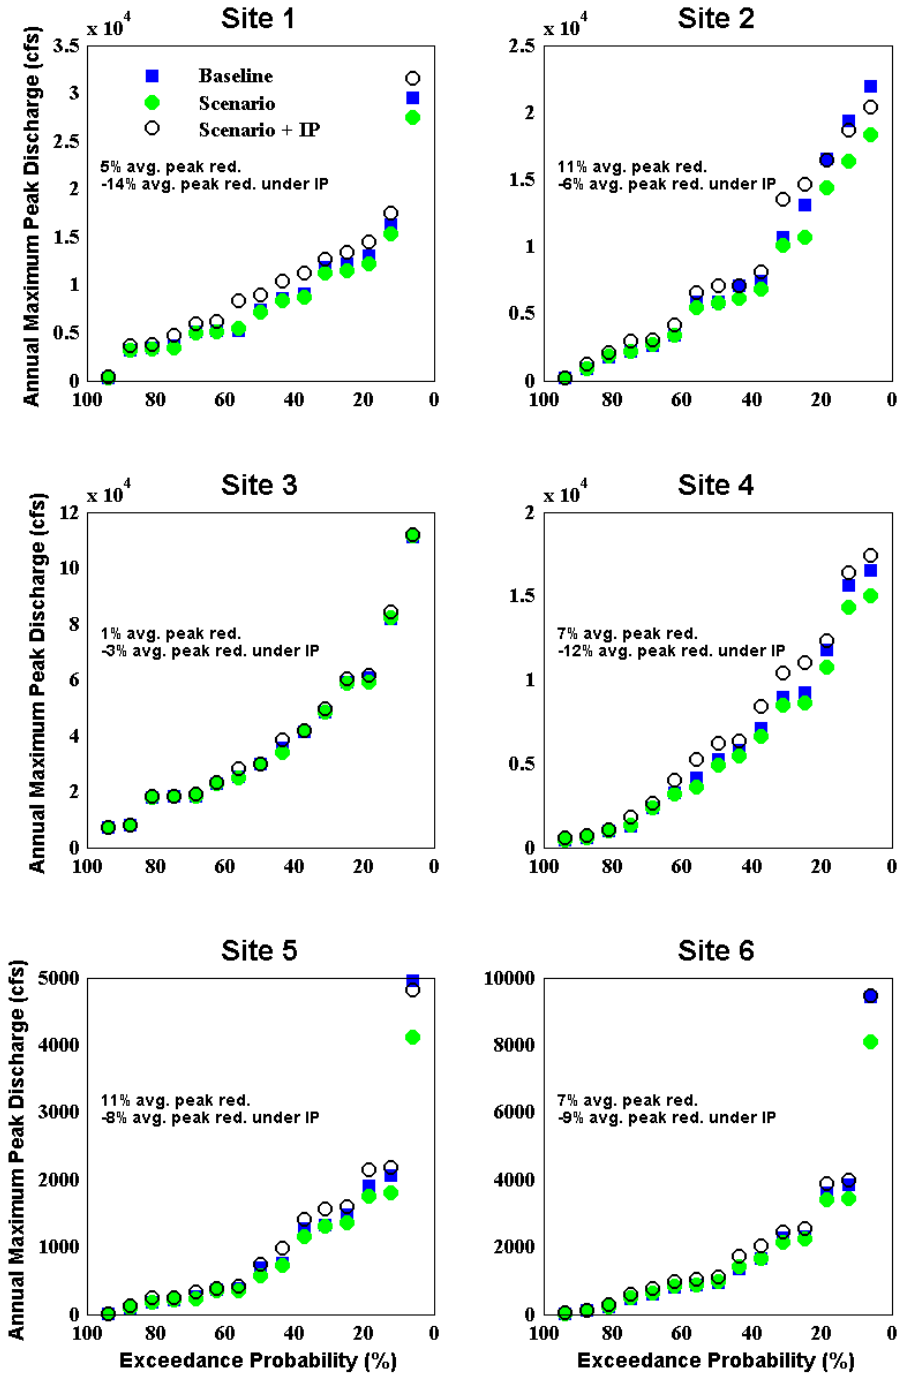 Site 1
x 10^4
Annual Maximum Peak Discharge (cfs)
3.5
3
2.5
2
1.5
1
0.5
0
Baseline
Scenario
Scenario + IP
5% avg. peak red.
-14% avg. peak red. under IP
100 80 60 40 20 0
Site 2
x 10^4
2.5
2
1.5
1
0.5
0
11% avg. peak red.
-6% avg. peak red. under IP
100 80 60 40 20 0
Site 3
x 10^4
Annual Maximum Peak Discharge (cfs)
12
10
8
6
4
2
0
1% avg. peak red.
-3% avg. peak red. under IP
100 80 60 40 20 0
Site 4
x 10^4
2
1.5
1
0.5
0
7% avg. peak red.
-12% avg. peak red. under IP
100 80 60 40 20 0
Site 5
Annual Maximum Peak Discharge (cfs)
5000
4000
3000
2000
1000
0
11% avg. peak red.
-8% avg. peak red. under IP
100 80 60 40 20 0
Exceedance Probability (%)
Site 6
10000
8000
6000
4000
2000
0
7% avg. peak red.
-9% avg. peak red. under IP
100 80 60 40 20 0
Exceedance Probability (%)